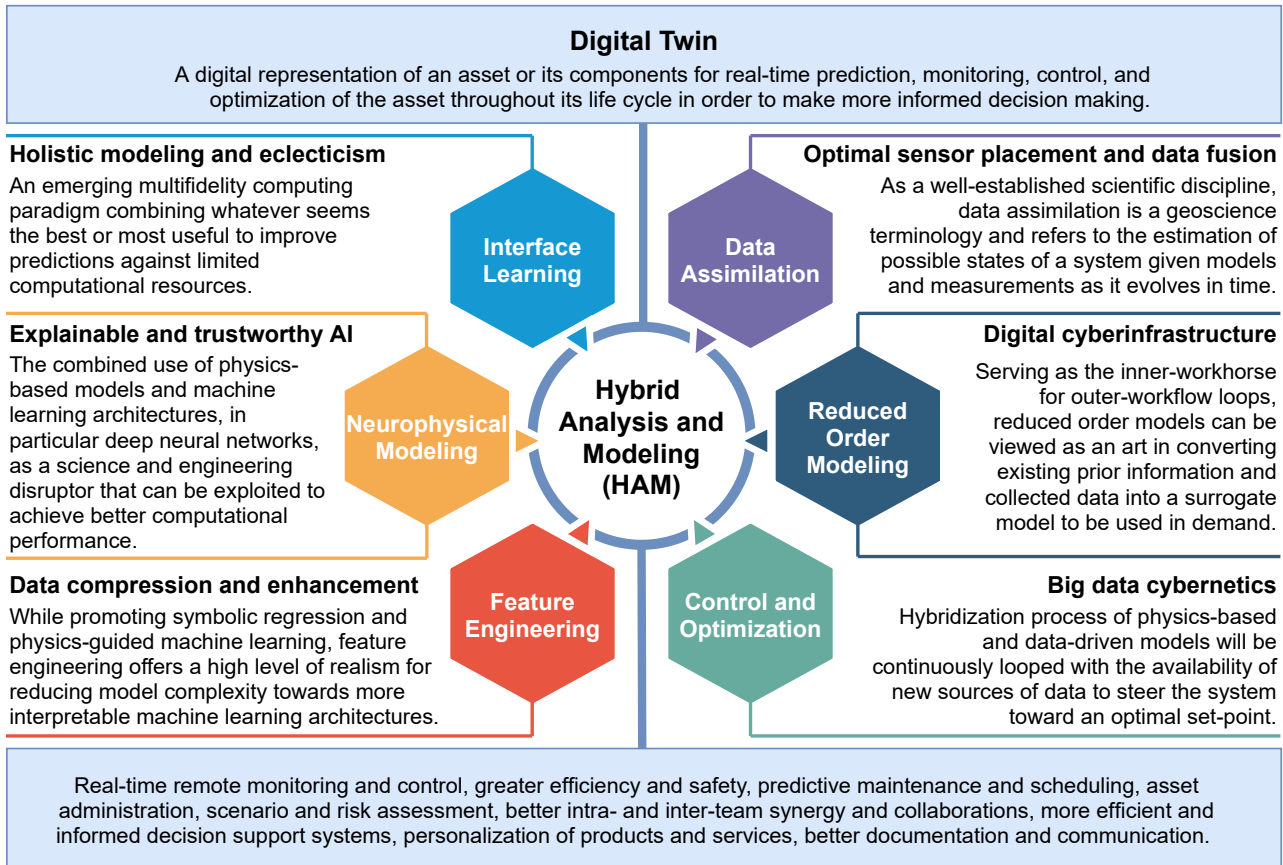 Digital Twin
A digital representation of an asset or its components for real-time prediction, monitoring, control, and
optimization of the asset throughout its life cycle in order to make more informed decision making.
Holistic modeling and eclecticism
An emerging multifidelity computing
paradigm combining whatever seems
the best or most useful to improve
predictions against limited
computational resources.
Interface
Learning
Data
Assimilation
Optimal sensor placement and data fusion
As a well-established scientific discipline,
data assimilation is a geoscience
terminology and refers to the estimation of
possible states of a system given models
and measurements as it evolves in time.
Explainable and trustworthy AI
The combined use of physics-
based models and machine
learning architectures, in
particular deep neural networks,
as a science and engineering
disruptor that can be exploited to
achieve better computational
performance.
Neurophysical
Modeling
Hybrid
Analysis and
Modeling
(HAM)
Reduced
Order
Modeling
Digital cyberinfrastructure
Serving as the inner-workhorse
for outer-workflow loops,
reduced order models can be
viewed as an art in converting
existing prior information and
collected data into a surrogate
model to be used in demand.
Data compression and enhancement
While promoting symbolic regression and
physics-guided machine learning, feature
engineering offers a high level of realism for
reducing model complexity towards more
interpretable machine learning architectures.
Feature
Engineering
Control and
Optimization
Big data cybernetics
Hybridization process of physics-based
and data-driven models will be
continuously looped with the availability of
new sources of data to steer the system
toward an optimal set-point.
Real-time remote monitoring and control, greater efficiency and safety, predictive maintenance and scheduling, asset
administration, scenario and risk assessment, better intra- and inter-team synergy and collaborations, more efficient and
informed decision support systems, personalization of products and services, better documentation and communication.